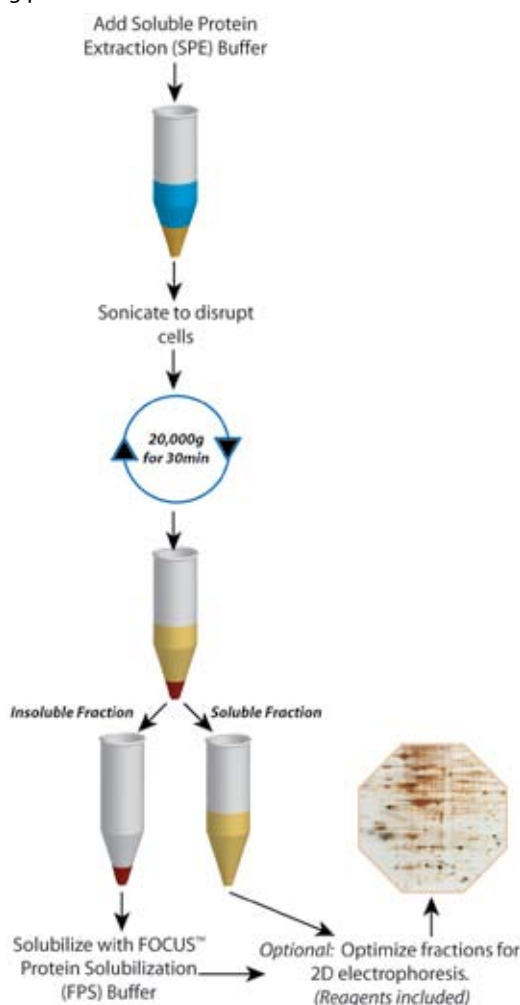 Add Soluble Protein
Extraction (SPE) Buffer
Sonicate to disrupt
cells
20,000g
for 30min
Insoluble Fraction
Soluble Fraction
Solubilize with FOCUS™
Protein Solubilization
(FPS) Buffer
Optional: Optimize fractions for
2D electrophoresis.
(Reagents included)